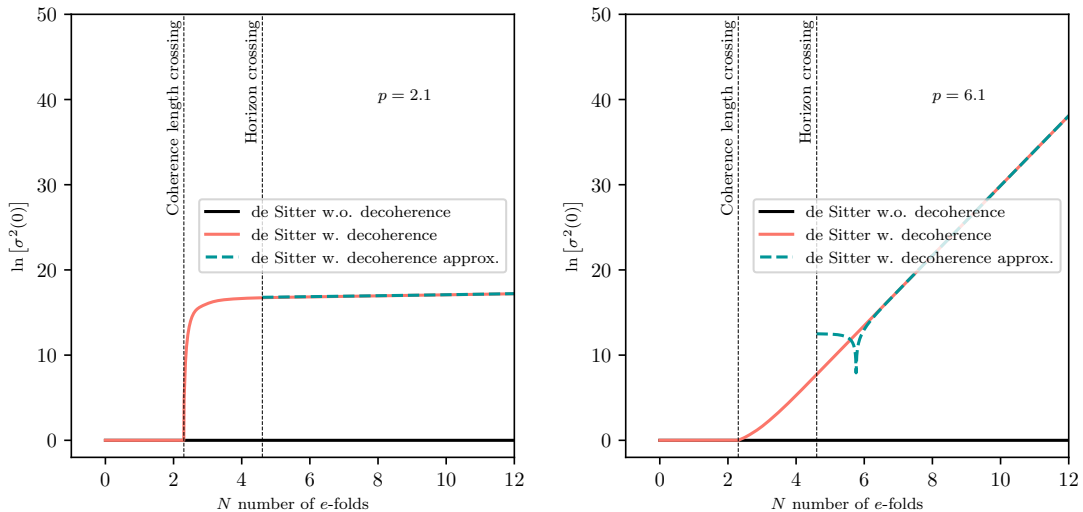 50
40
30
20
10
0
ln [σ²(0)]
Coherence length crossing
Horizon crossing
p = 2.1
de Sitter w.o. decoherence
de Sitter w. decoherence
de Sitter w. decoherence approx.
0 2 4 6 8 10 12
N number of e-folds
50
40
30
20
10
0
ln [σ²(0)]
Coherence length crossing
Horizon crossing
p = 6.1
de Sitter w.o. decoherence
de Sitter w. decoherence
de Sitter w. decoherence approx.
0 2 4 6 8 10 12
N number of e-folds